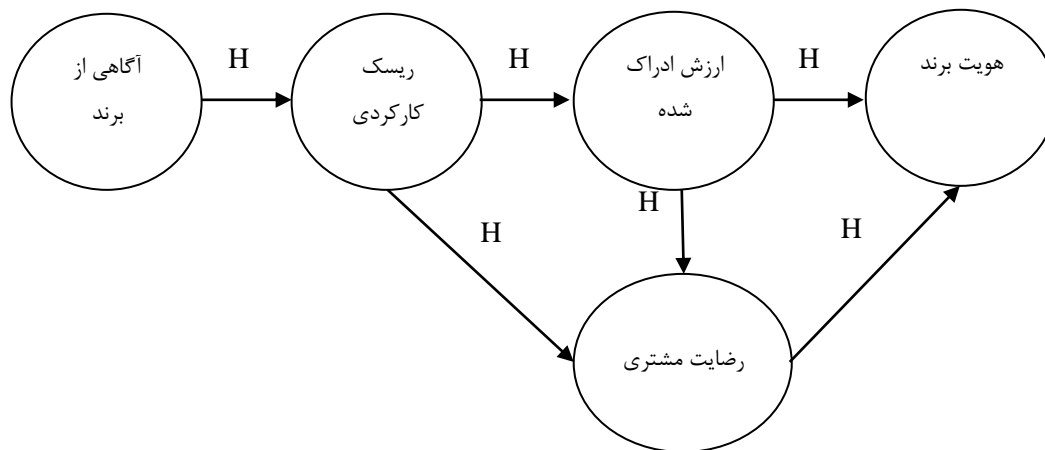 آگاهی از
برند
H
ریسک
کارکردی
H
ارزش ادراک
شده
H
هویت برند
H
H
H
رضایت مشتری